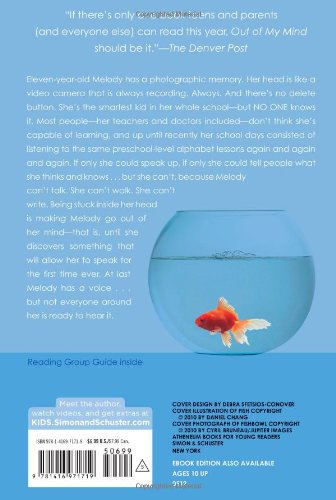 "If there's only one book teens and parents
(and everyone else) can read this year, Out of My Mind
should be it."—The Denver Post
Eleven-year-old Melody has a photographic memory. Her head is like
a video camera that is always recording. Always. And there's no delete
button. She's the smartest kid in her whole school—but NO ONE knows
it. Most people—her teachers and doctors included—don't think she's
capable of learning, and up until recently her school days consisted of
listening to the same preschool-level alphabet lessons again and again
and again. If only she could speak up, if only she could tell people what
she thinks and knows . . . but she can't, because Melody
can't talk. She can't walk. She can't
write. Being stuck inside her head
is making Melody go out of
her mind—that is, until she
discovers something that
will allow her to speak for
the first time ever. At last
Melody has a voice . . .
but not everyone around
her is ready to hear it.
Reading Group Guide inside
Meet the author,
watch videos, and get extras at
KIDS.SimonandSchuster.com
ISBN 978-1-4169-7171-9
50699
9 781416 971719
COVER DESIGN BY DEBRA SFETSIOS-CONOVER
COVER ILLUSTRATION OF FISH COPYRIGHT
© 2010 BY DANIEL CHANG
COVER PHOTOGRAPH OF FISHBOWL COPYRIGHT
© 2010 BY CYRIL BRUNEAU/JUPITER IMAGES
ATHENEUM BOOKS FOR YOUNG READERS
SIMON & SCHUSTER
NEW YORK
EBOOK EDITION ALSO AVAILABLE
AGES 10 UP